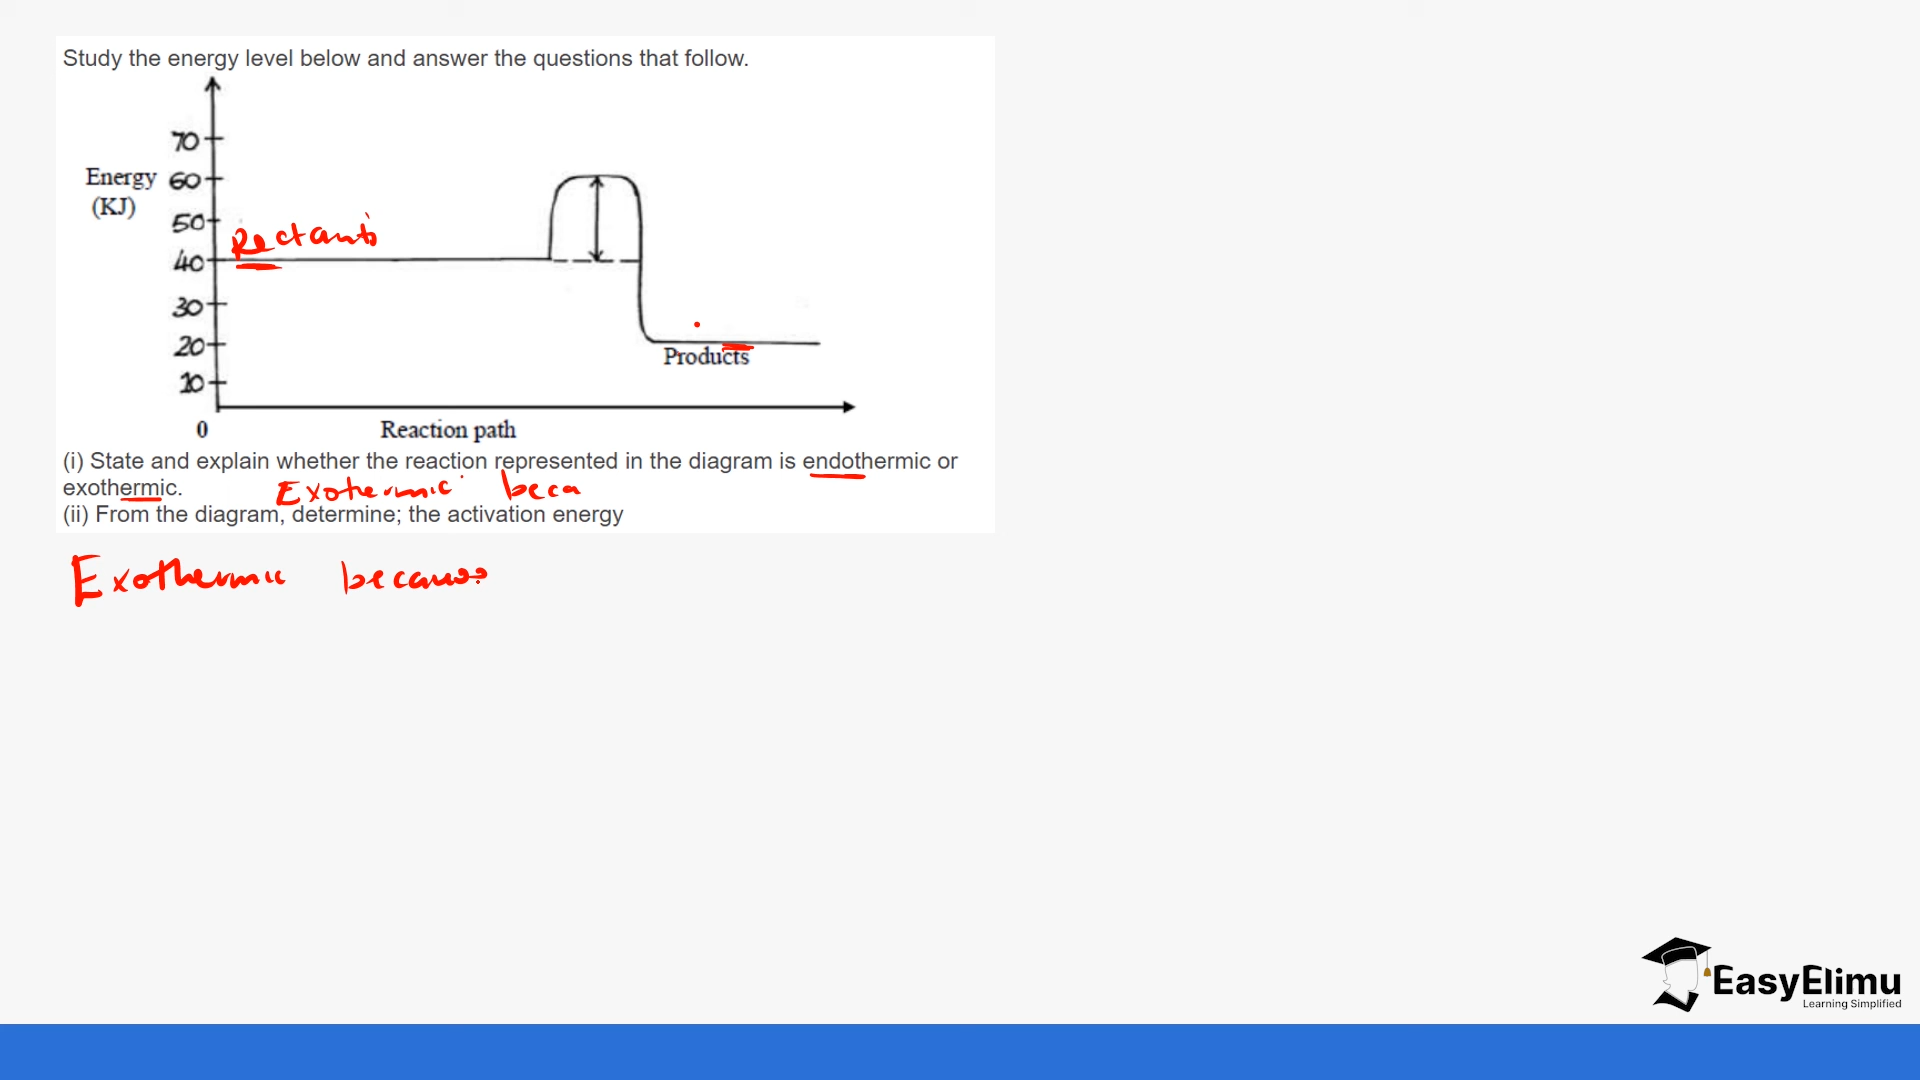 Study the energy level below and answer the questions that follow.
70
Energy 60
(KJ)
50
Rectants
40
30
20
Products
10
0 Reaction path
(i) State and explain whether the reaction represented in the diagram is endothermic or
exothermic. Exothermic beca
(ii) From the diagram, determine; the activation energy
Exothermic because
EasyElimu
Learning Simplified